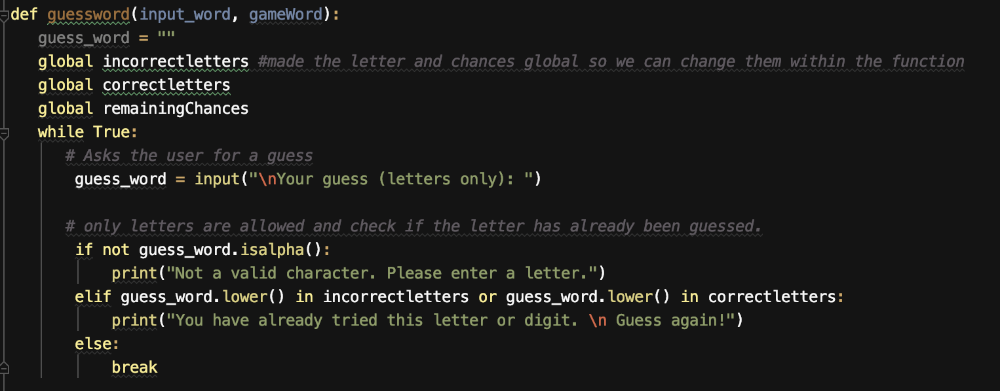 def guessword(input_word, gameWord):
    guess_word = ""
    global incorrectletters #made the letter and chances global so we can change them within the function
    global correctletters
    global remainingChances
    while True:
       # Asks the user for a guess
        guess_word = input("\nYour guess (letters only): ")
       # only letters are allowed and check if the letter has already been guessed.
        if not guess_word.isalpha():
            print("Not a valid character. Please enter a letter.")
        elif guess_word.lower() in incorrectletters or guess_word.lower() in correctletters:
            print("You have already tried this letter or digit. \n Guess again!")
        else:
            break